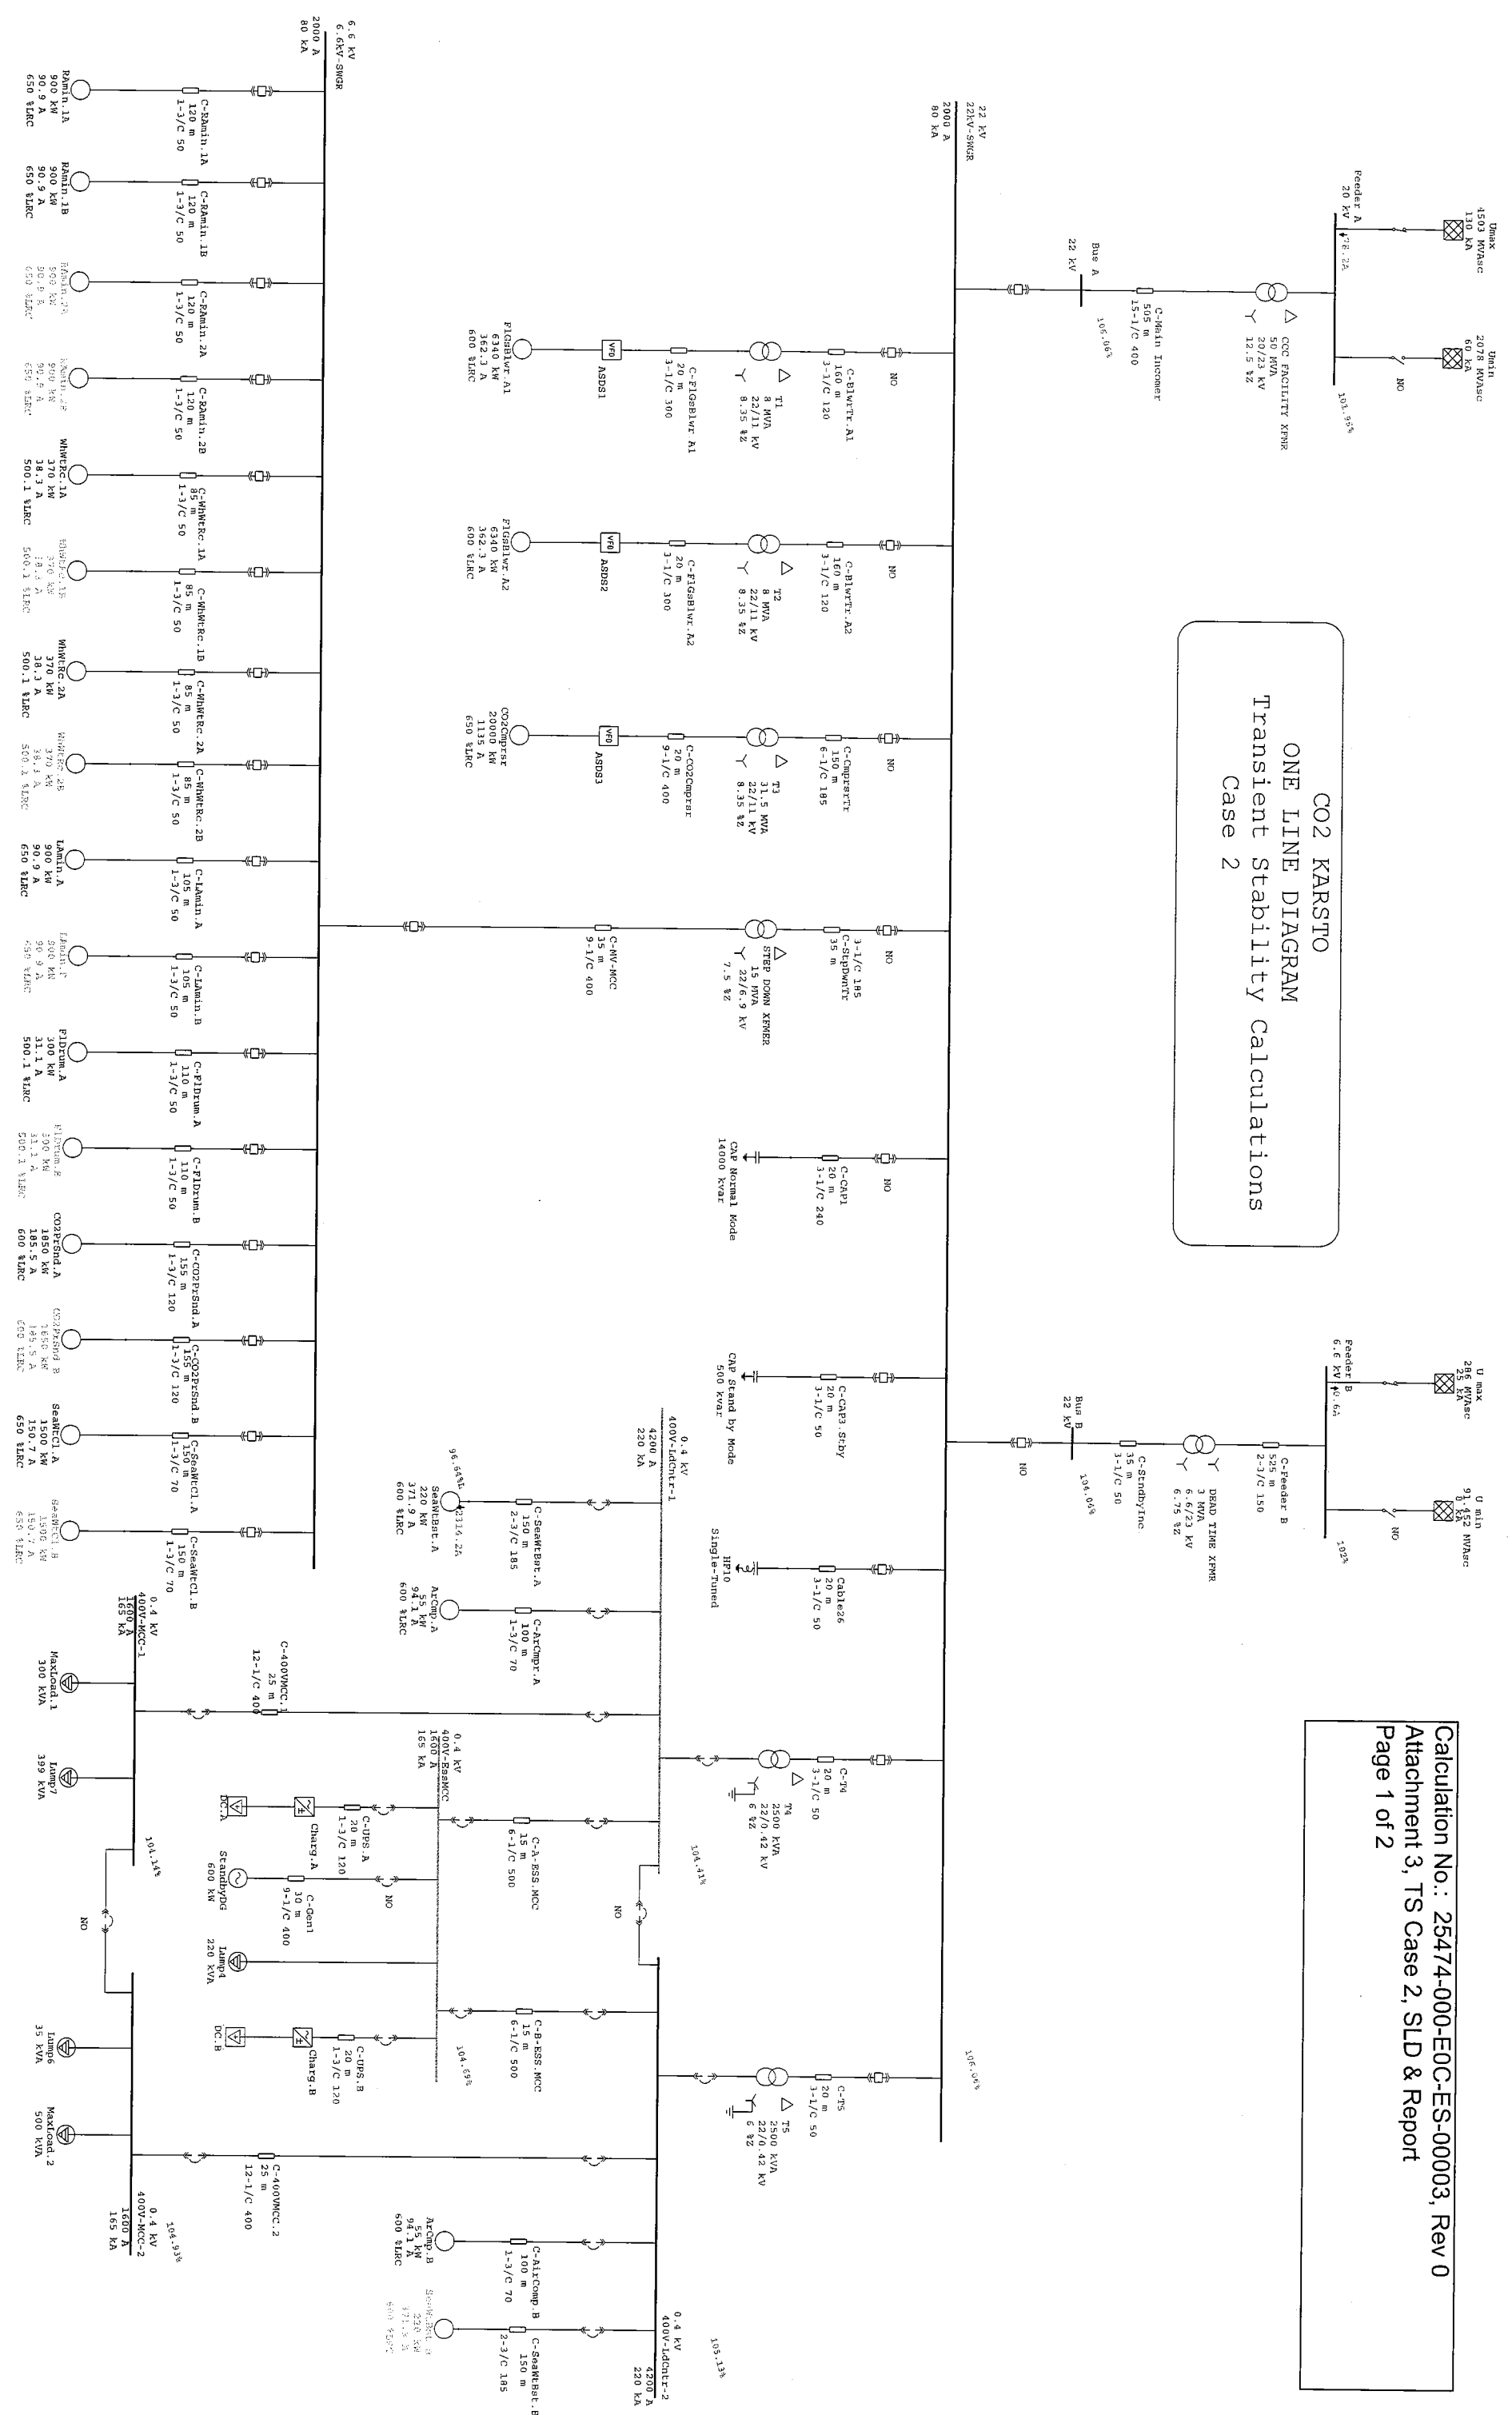 Calculation No.: 25474-000-E0C-ES-00003, Rev 0
Attachment 3, TS Case 2, SLD & Report
Page 1 of 2
CO2 KARSTO
ONE LINE DIAGRAM
Transient Stability Calculations
Case 2
Umax
4503 MVAsc
130 kA
Umin
2078 MVAsc
60 kA
NO
Feeder A
20 kV
103.96%
CCC FACILITY XFMR
50 MVA
20/23 kV
12.5 %Z
C-Main Incomer
505 m
15-1/C 400
Bus A
22 kV
106.06%
U max
286 MVAsc
25 kA
U min
91.452 MVAsc
8 kA
NO
Feeder B
6.6 kV
102%
C-Feeder B
525 m
2-3/C 150
DEAD TIME XFMR
3 MVA
6.6/23 kV
6.75 %Z
C-StndbyInc
35 m
3-1/C 50
Bus B
22 kV
104.04%
NO
22 kV
22kV-SWGR
2000 A
80 kA
106.06%
NO
C-BlwrTr.A1
160 m
3-1/C 120
T1
8 MVA
22/11 kV
8.35 %Z
C-FlGsBlwr A1
20 m
3-1/C 300
VFD
ASDS1
FlGsBlwr.A1
6340 kW
362.3 A
600 %LRC
NO
C-BlwrTr.A2
160 m
3-1/C 120
T2
8 MVA
22/11 kV
8.35 %Z
C-FlGsBlwr.A2
20 m
3-1/C 300
VFD
ASDS2
FlGsBlwr.A2
6340 kW
362.3 A
600 %LRC
NO
C-CmprsrTr
150 m
6-1/C 185
T3
31.5 MVA
22/11 kV
8.35 %Z
C-CO2Cmprsr
20 m
9-1/C 400
VFD
ASDS3
CO2Cmprsr
20000 kW
1135 A
650 %LRC
NO
3-1/C 185
C-StpDwnTr
35 m
STEP DOWN XFMER
15 MVA
22/6.9 kV
7.5 %Z
C-MV-MCC
35 m
9-1/C 400
NO
C-CAP1
20 m
3-1/C 240
CAP Normal Mode
14000 kvar
C-CAP3.Stby
20 m
3-1/C 50
CAP Stand by Mode
500 kvar
Cable26
20 m
3-1/C 50
HF10
Single-Tuned
C-T4
20 m
3-1/C 50
T4
2500 kVA
22/0.42 kV
6 %Z
C-T5
20 m
3-1/C 50
T5
2500 kVA
22/0.42 kV
6 %Z
0.4 kV
400V-LdCntr-1
4200 A
220 kA
104.41%
NO
C-SeaWtBst.A
150 m
2-3/C 185
96.64%
2314.2A
SeaWtBst.A
220 kW
371.9 A
600 %LRC
C-ArCmpr.A
100 m
1-3/C 70
ArCmp.A
55 kW
94.1 A
600 %LRC
C-400VMCC.1
25 m
12-1/C 400
C-A-ESS.MCC
15 m
6-1/C 500
C-B-ESS.MCC
15 m
6-1/C 500
0.4 kV
400V-EssMCC
1600 A
165 kA
104.69%
C-UPS.A
20 m
1-3/C 120
Charg.A
DC.A
NO
C-Gen1
30 m
9-1/C 400
StandbyDG
600 kW
Lump4
220 kVA
C-UPS.B
20 m
1-3/C 120
Charg.B
DC.B
C-400VMCC.2
25 m
12-1/C 400
C-AirComp.B
100 m
1-3/C 70
ArCmp.B
55 kW
94.1 A
600 %LRC
C-SeaWtBst.B
150 m
2-3/C 185
0.4 kV
400V-LdCntr-2
4200 A
220 kA
105.13%
0.4 kV
400V-MCC-1
1600 A
165 kA
MaxLoad.1
300 kVA
Lump7
399 kVA
104.14%
NO
Lump6
35 kVA
MaxLoad.2
500 kVA
0.4 kV
400V-MCC-2
1600 A
165 kA
104.93%
6.6 kV
6.6kV-SWGR
2000 A
80 kA
C-RAmin.1A
120 m
1-3/C 50
RAmin.1A
900 kW
90.9 A
650 %LRC
C-RAmin.1B
120 m
1-3/C 50
RAmin.1B
900 kW
90.9 A
650 %LRC
C-RAmin.2A
120 m
1-3/C 50
C-RAmin.2B
120 m
1-3/C 50
C-WhWtRc.1A
85 m
1-3/C 50
WhWtRc.1A
370 kW
38.3 A
500.1 %LRC
C-WhWtRc.1B
85 m
1-3/C 50
C-WhWtRc.2A
85 m
1-3/C 50
WhWtRc.2A
370 kW
38.3 A
500.1 %LRC
C-WhWtRc.2B
85 m
1-3/C 50
C-LAmin.A
105 m
1-3/C 50
LAmin.A
900 kW
90.9 A
650 %LRC
C-LAmin.B
105 m
1-3/C 50
C-FlDrum.A
110 m
1-3/C 50
FlDrum.A
300 kW
31.1 A
500.1 %LRC
C-FlDrum.B
110 m
1-3/C 50
C-CO2PrSnd.A
155 m
1-3/C 120
CO2PrSnd.A
1850 kW
185.5 A
600 %LRC
C-CO2PrSnd.B
155 m
1-3/C 120
C-SeaWtCl.A
150 m
1-3/C 70
SeaWtCl.A
1500 kW
150.7 A
650 %LRC
C-SeaWtCl.B
150 m
1-3/C 70